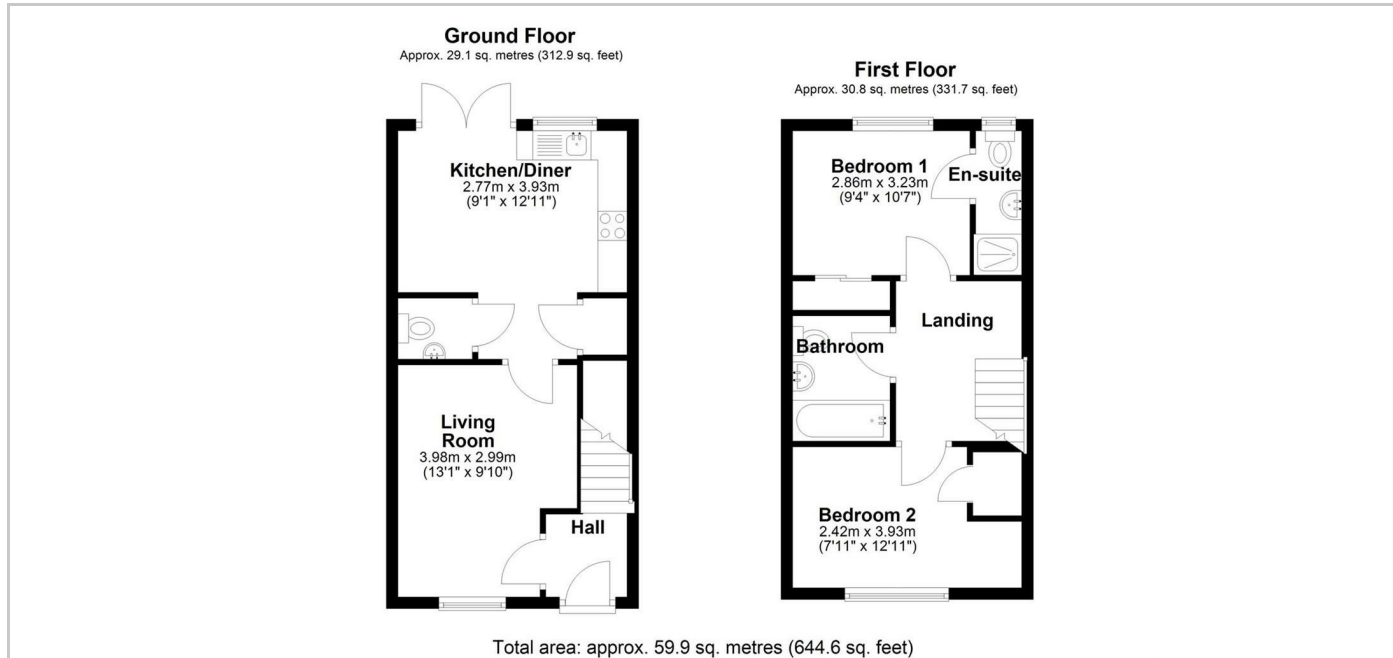 Ground Floor
Approx. 29.1 sq. metres (312.9 sq. feet)
Kitchen/Diner
2.77m x 3.93m
(9'1" x 12'11")
Living
Room
3.98m x 2.99m
(13'1" x 9'10")
Hall
First Floor
Approx. 30.8 sq. metres (331.7 sq. feet)
Bedroom 1
2.86m x 3.23m
(9'4" x 10'7")
En-suite
Landing
Bathroom
Bedroom 2
2.42m x 3.93m
(7'11" x 12'11")
Total area: approx. 59.9 sq. metres (644.6 sq. feet)